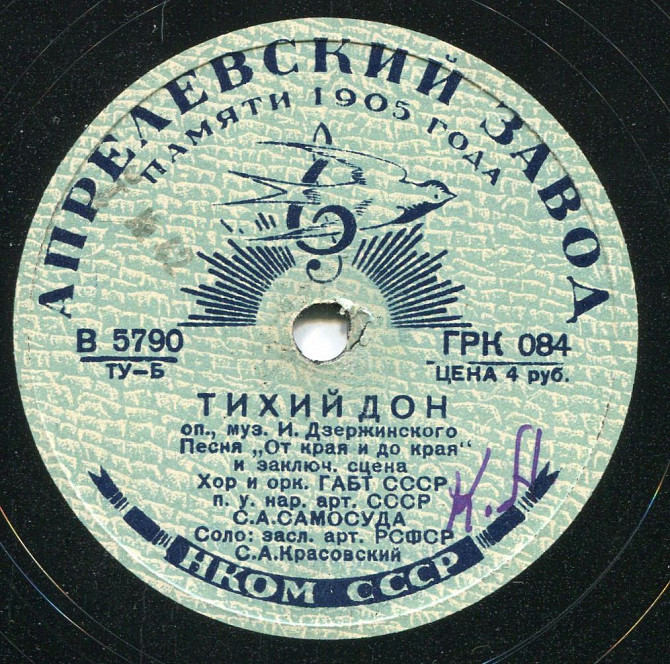 АПРЕЛЕВСКИЙ ЗАВОД
ПАМЯТИ 1905 ГОДА
В 5790
ТУ-Б
ГРК 084
ЦЕНА 4 руб.
ТИХИЙ ДОН
оп., муз. И. Дзержинского
Песня „От края и до края“
и заключ. сцена
Хор и орк. ГАБТ СССР
п. у. нар. арт. СССР
С.А.САМОСУДА
Соло: засл. арт. РСФСР
С.А.Красовский
НКОМ СССР